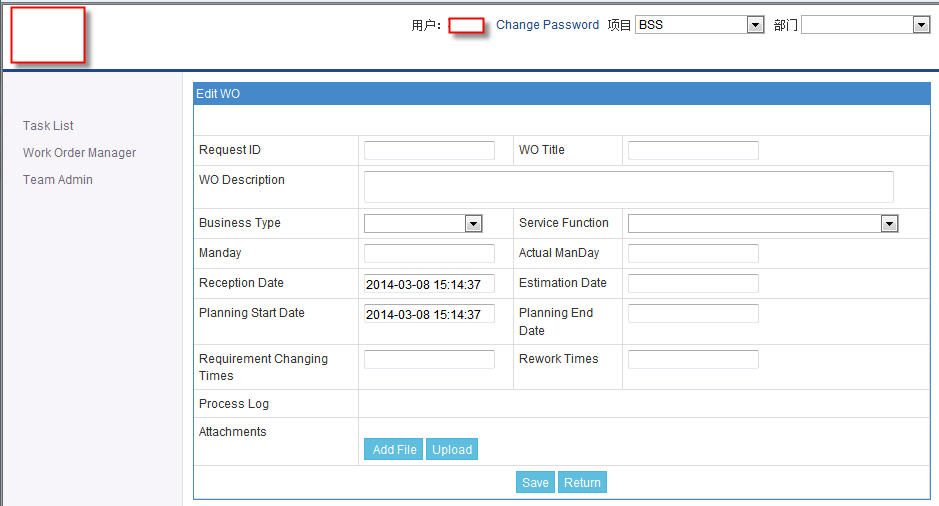 用户: Change Password 项目 BSS 部门
Edit WO
Task List
Work Order Manager
Team Admin
Request ID WO Title
WO Description
Business Type Service Function
Manday Actual ManDay
Reception Date 2014-03-08 15:14:37 Estimation Date
Planning Start Date 2014-03-08 15:14:37 Planning End
Date
Requirement Changing Rework Times
Times
Process Log
Attachments
Add File Upload
Save Return